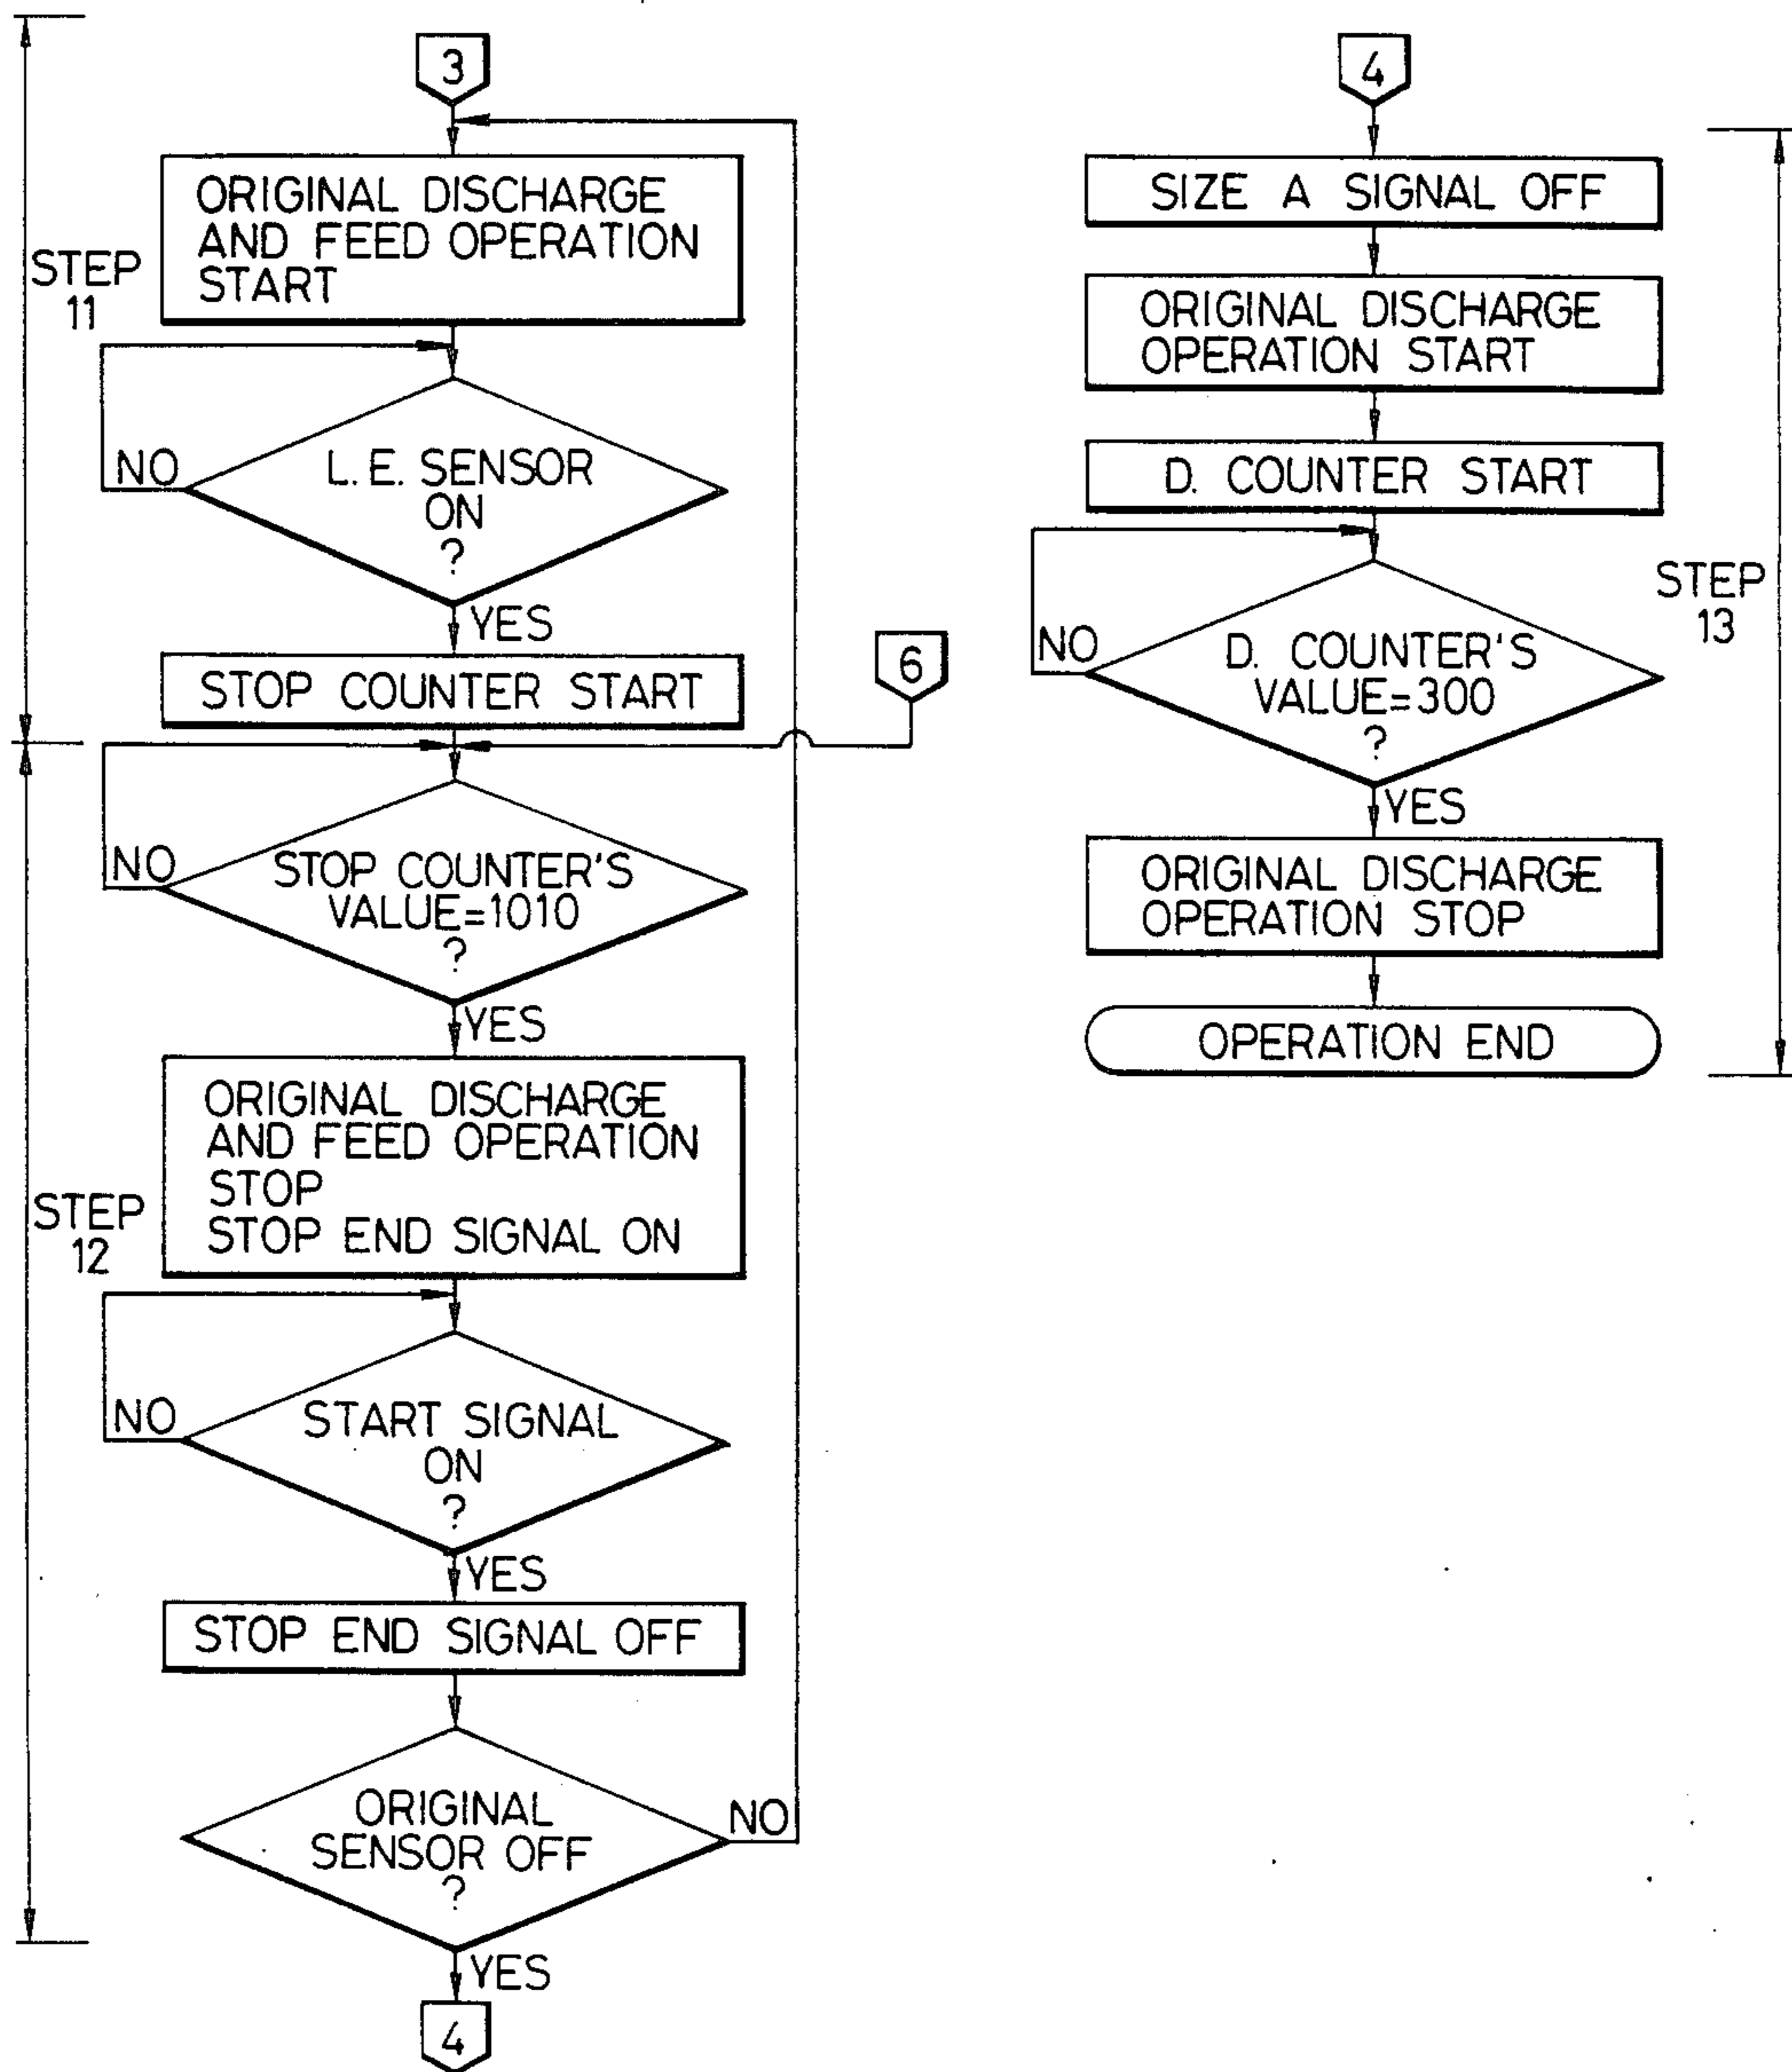 3
ORIGINAL DISCHARGE
AND FEED OPERATION
START
STEP
11
NO
L. E. SENSOR
ON
?
YES
STOP COUNTER START
6
NO
STOP COUNTER'S
VALUE=1010
?
YES
ORIGINAL DISCHARGE
AND FEED OPERATION
STOP
STOP END SIGNAL ON
STEP
12
NO
START SIGNAL
ON
?
YES
STOP END SIGNAL OFF
ORIGINAL
SENSOR OFF
?
NO
YES
4
4
SIZE A SIGNAL OFF
ORIGINAL DISCHARGE
OPERATION START
D. COUNTER START
NO
D. COUNTER'S
VALUE=300
?
STEP
13
YES
ORIGINAL DISCHARGE
OPERATION STOP
OPERATION END